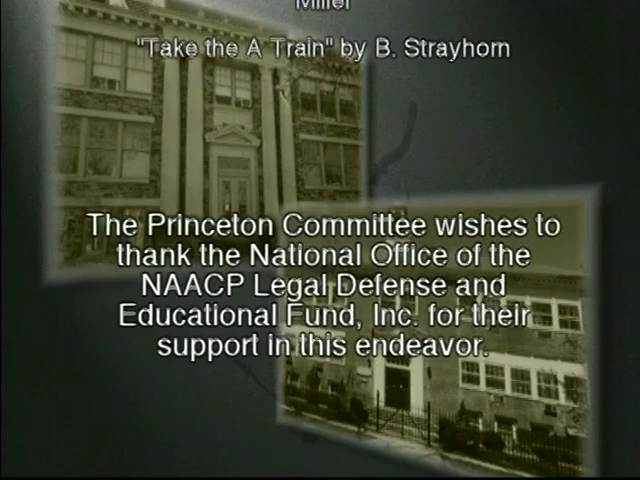 Miller
"Take the A Train" by B. Strayhorn
The Princeton Committee wishes to
thank the National Office of the
NAACP Legal Defense and
Educational Fund, Inc. for their
support in this endeavor.